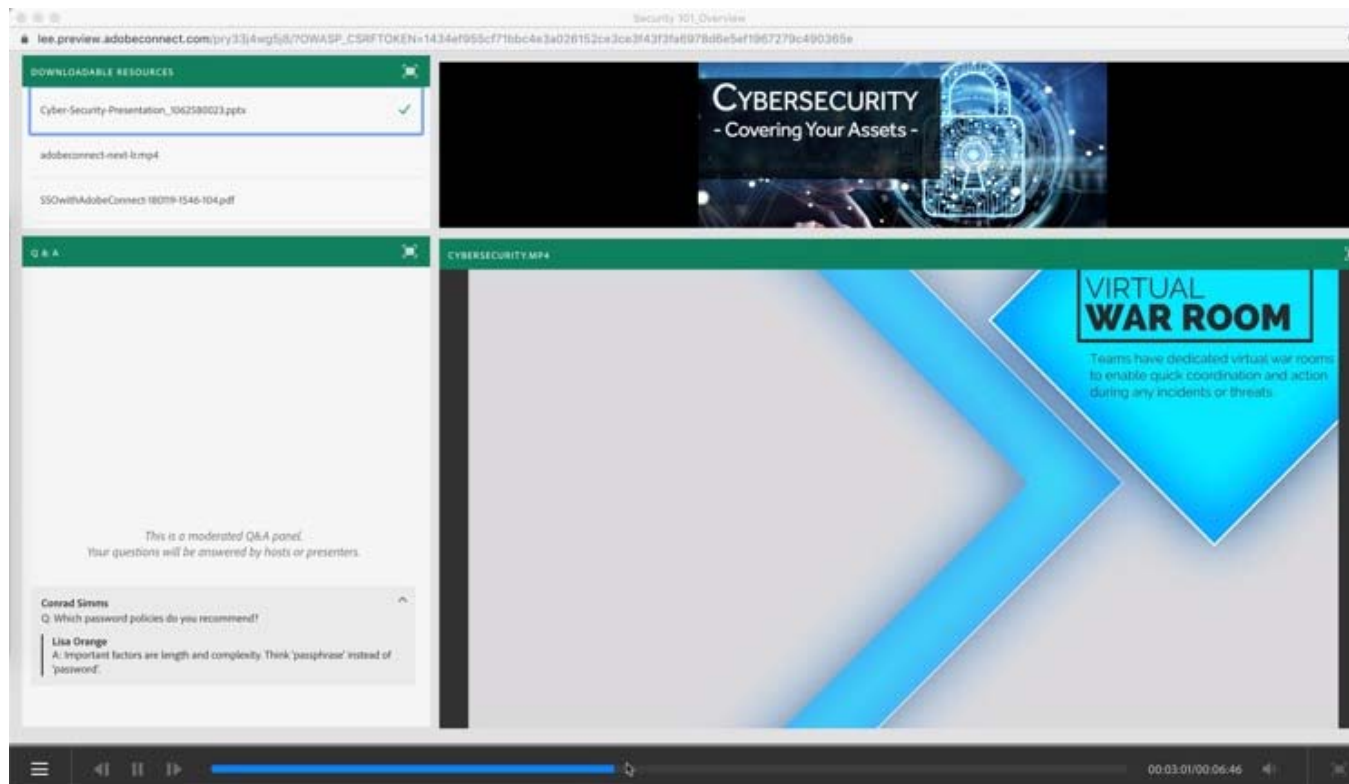 Security 101_Overview
lee.preview.adobeconnect.com/pry33j4wg5j8/?OWASP_CSRFTOKEN=
DOWNLOADABLE RESOURCES
Cyber-Security-Presentation_1062580023.pptx
adobeconnect-next-lr.mp4
SSOwithAdobeConnect-180119-1546-104.pdf
CYBERSECURITY
- Covering Your Assets -
Q & A
This is a moderated Q&A panel.
Your questions will be answered by hosts or presenters.
Conrad Simms
Q: Which password policies do you recommend?
Lisa Orange
A: Important factors are length and complexity. Think 'passphrase' instead of
'password'.
CYBERSECURITY.MP4
VIRTUAL
WAR ROOM
Teams have dedicated virtual war rooms
to enable quick coordination and action
during any incidents or threats.
00:03:01/00:06:46